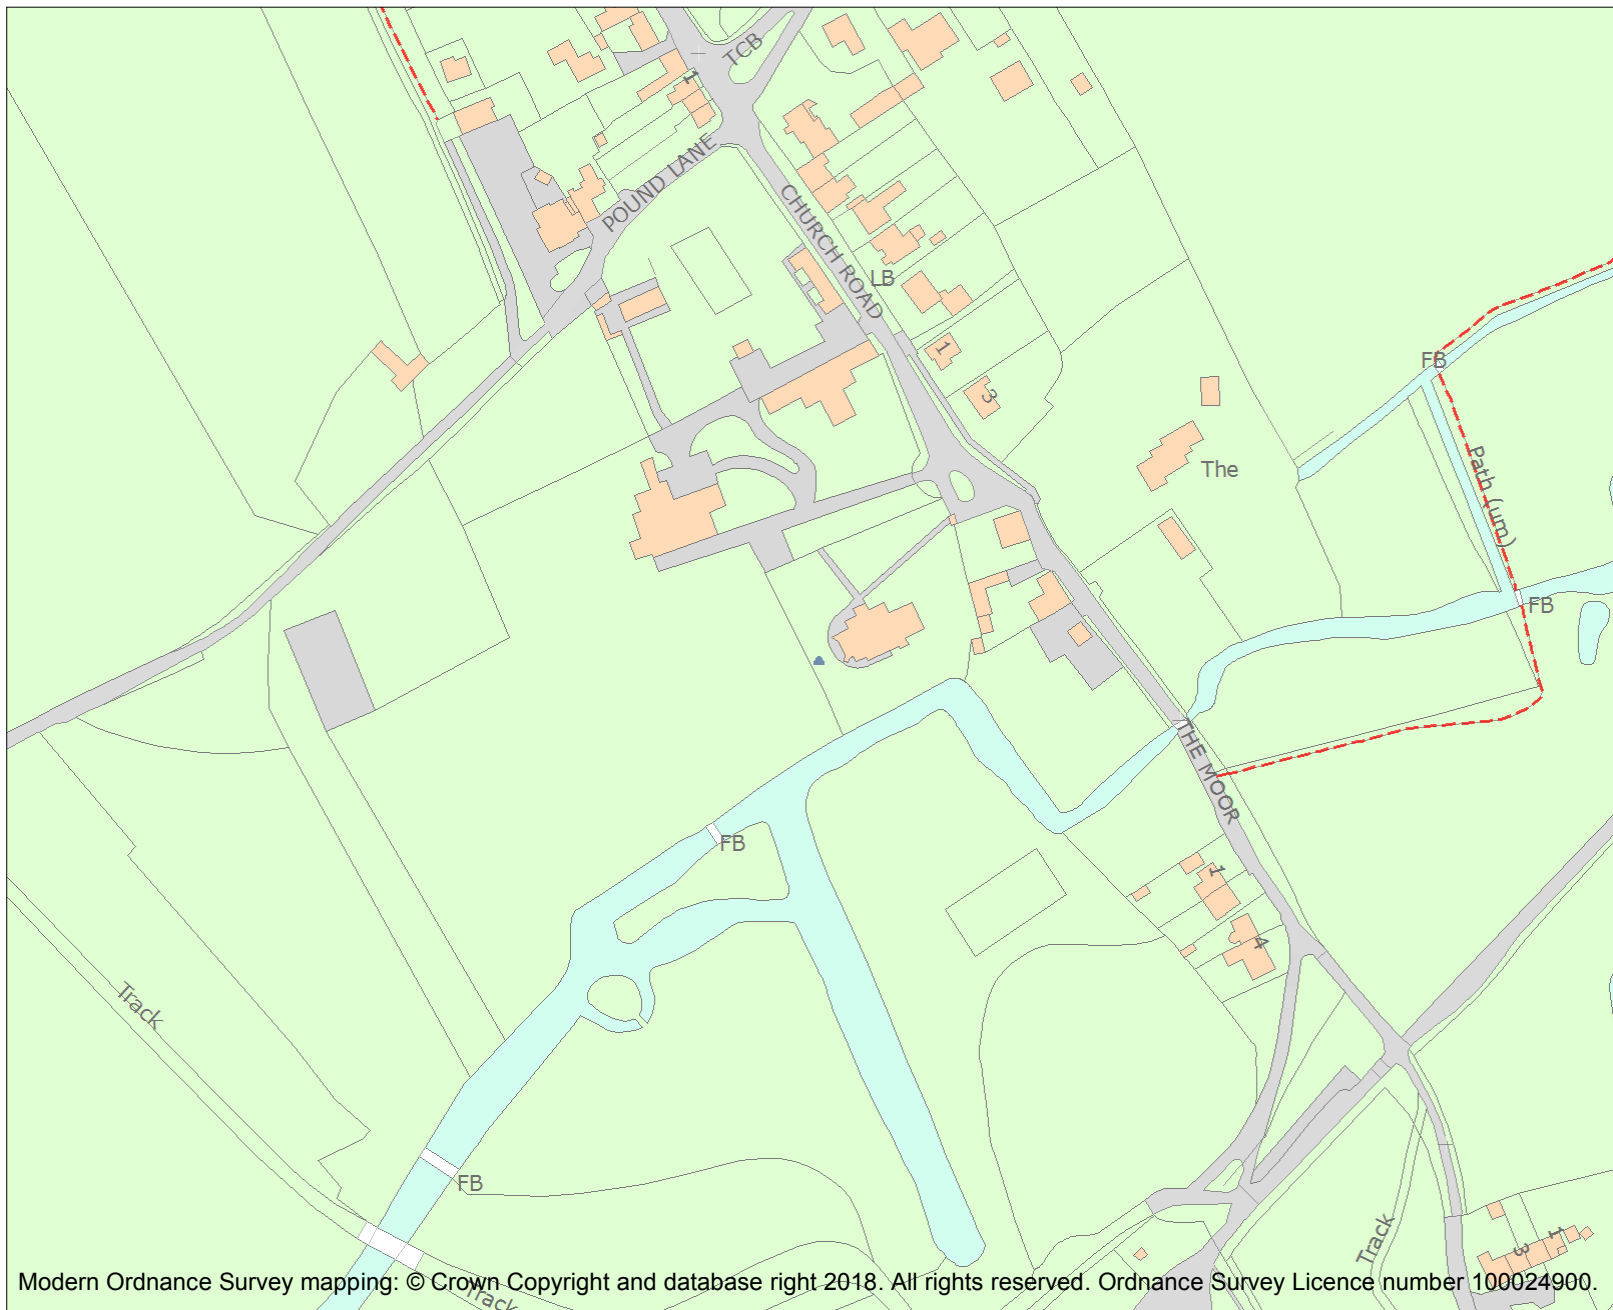 TCB
1
POUND LANE
CHURCH ROAD
LB
1
3
FB
The
Path (um)
FB
THE MOOR
FB
1
4
Track
FB
Track
1
3
Track
Modern Ordnance Survey mapping: © Crown Copyright and database right 2018. All rights reserved. Ordnance Survey Licence number 100024900.